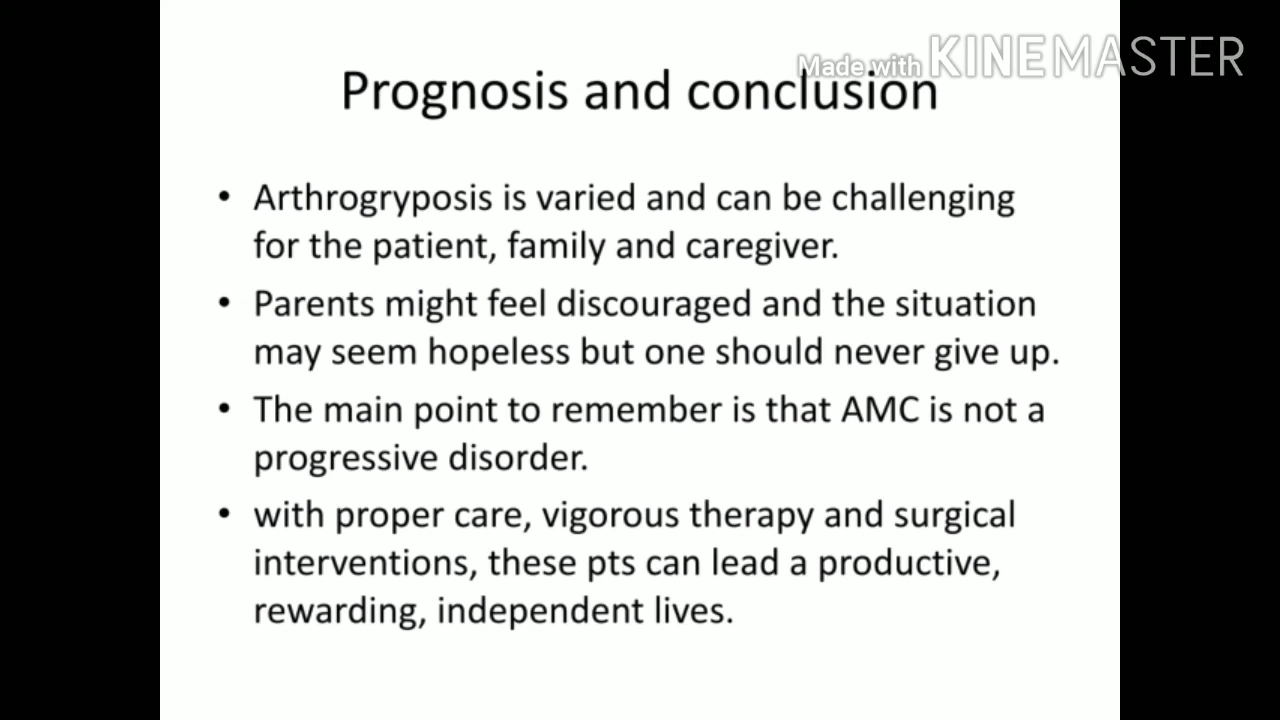 Made with KINEMASTER
Prognosis and conclusion
• Arthrogryposis is varied and can be challenging
for the patient, family and caregiver.
• Parents might feel discouraged and the situation
may seem hopeless but one should never give up.
• The main point to remember is that AMC is not a
progressive disorder.
• with proper care, vigorous therapy and surgical
interventions, these pts can lead a productive,
rewarding, independent lives.